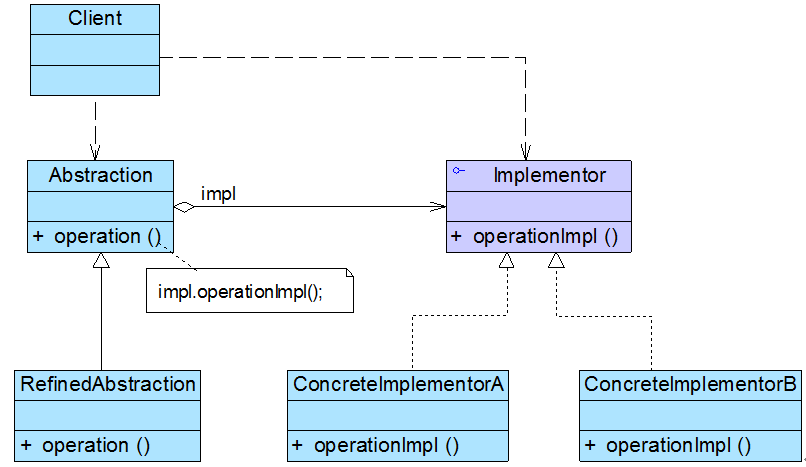 Client
Abstraction
+ operation ()
impl
Implementor
+ operationImpl ()
impl.operationImpl();
RefinedAbstraction
+ operation ()
ConcreteImplementorA
+ operationImpl ()
ConcreteImplementorB
+ operationImpl ()